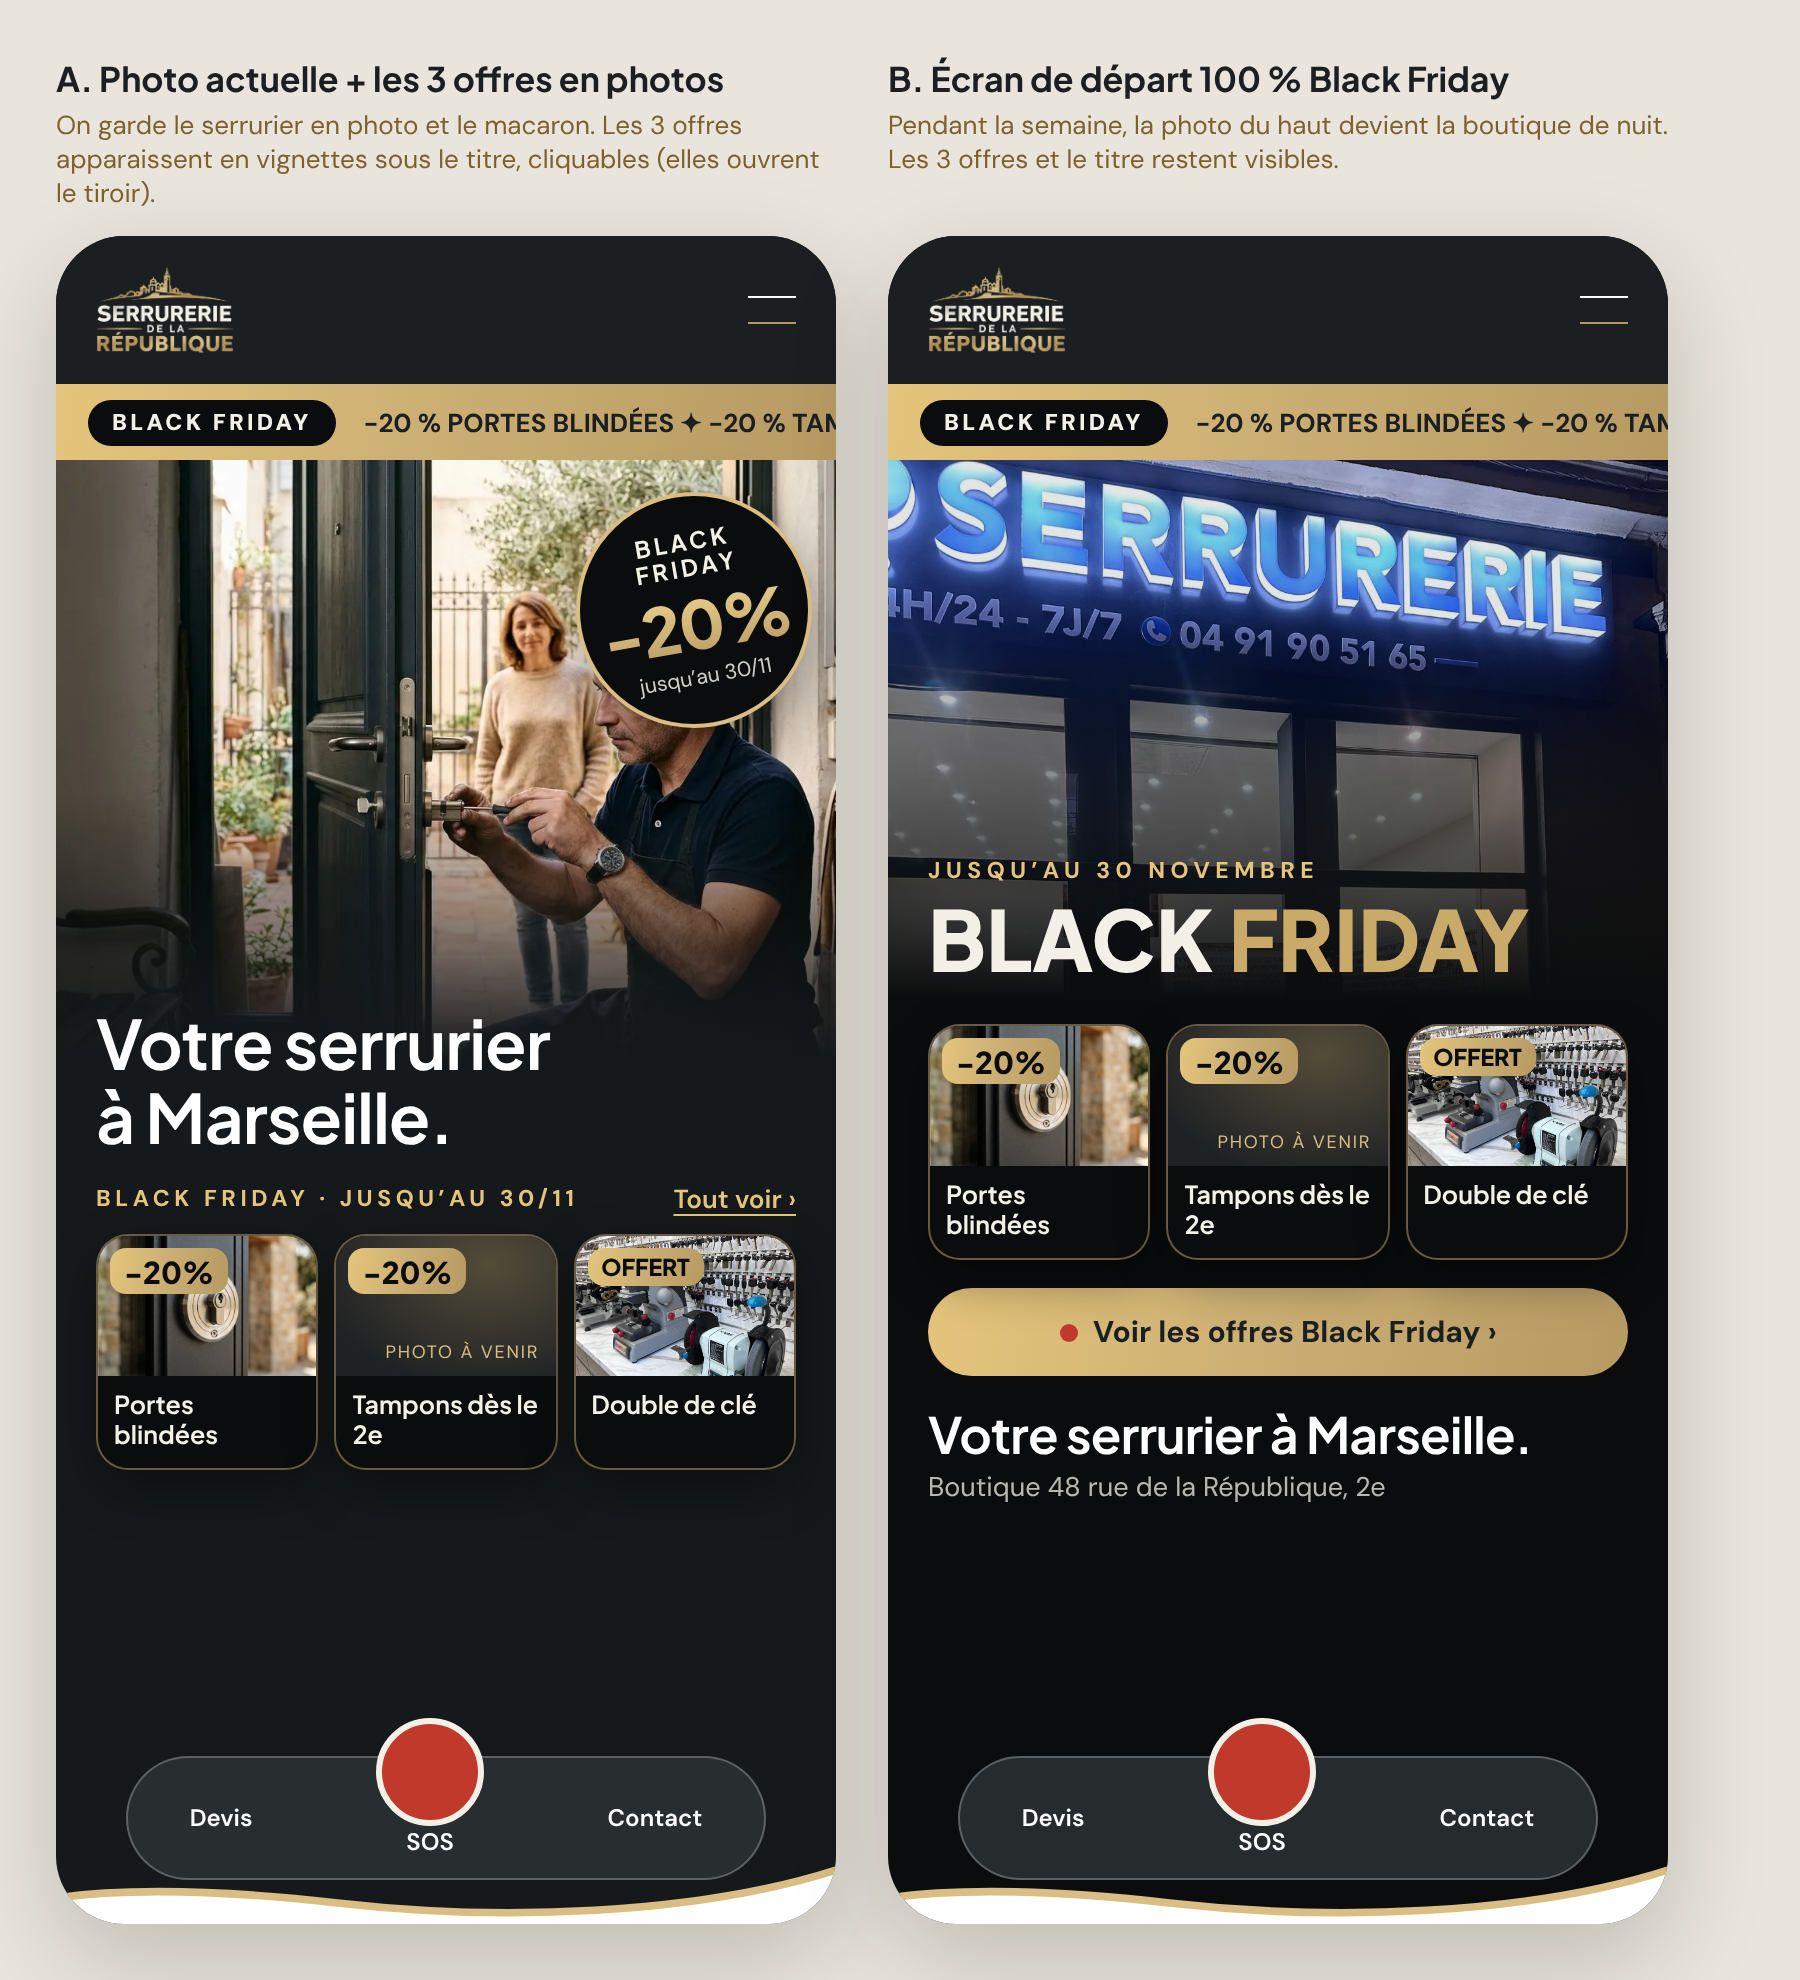 A. Photo actuelle + les 3 offres en photos
On garde le serrurier en photo et le macaron. Les 3 offres
apparaissent en vignettes sous le titre, cliquables (elles ouvrent
le tiroir).
SERRURERIE
DE LA
RÉPUBLIQUE
BLACK FRIDAY
-20 % PORTES BLINDÉES ✦ -20 % TAM
BLACK
FRIDAY
-20%
jusqu’au 30/11
Votre serrurier
à Marseille.
BLACK FRIDAY · JUSQU’AU 30/11
Tout voir ›
-20%
Portes
blindées
-20%
PHOTO À VENIR
Tampons dès le
2e
OFFERT
Double de clé
Devis
SOS
Contact
B. Écran de départ 100 % Black Friday
Pendant la semaine, la photo du haut devient la boutique de nuit.
Les 3 offres et le titre restent visibles.
SERRURERIE
DE LA
RÉPUBLIQUE
BLACK FRIDAY
-20 % PORTES BLINDÉES ✦ -20 % TAM
SERRURERIE
4H/24 - 7J/7 04 91 90 51 65
JUSQU’AU 30 NOVEMBRE
BLACK FRIDAY
-20%
Portes
blindées
-20%
PHOTO À VENIR
Tampons dès le
2e
OFFERT
Double de clé
Voir les offres Black Friday ›
Votre serrurier à Marseille.
Boutique 48 rue de la République, 2e
Devis
SOS
Contact